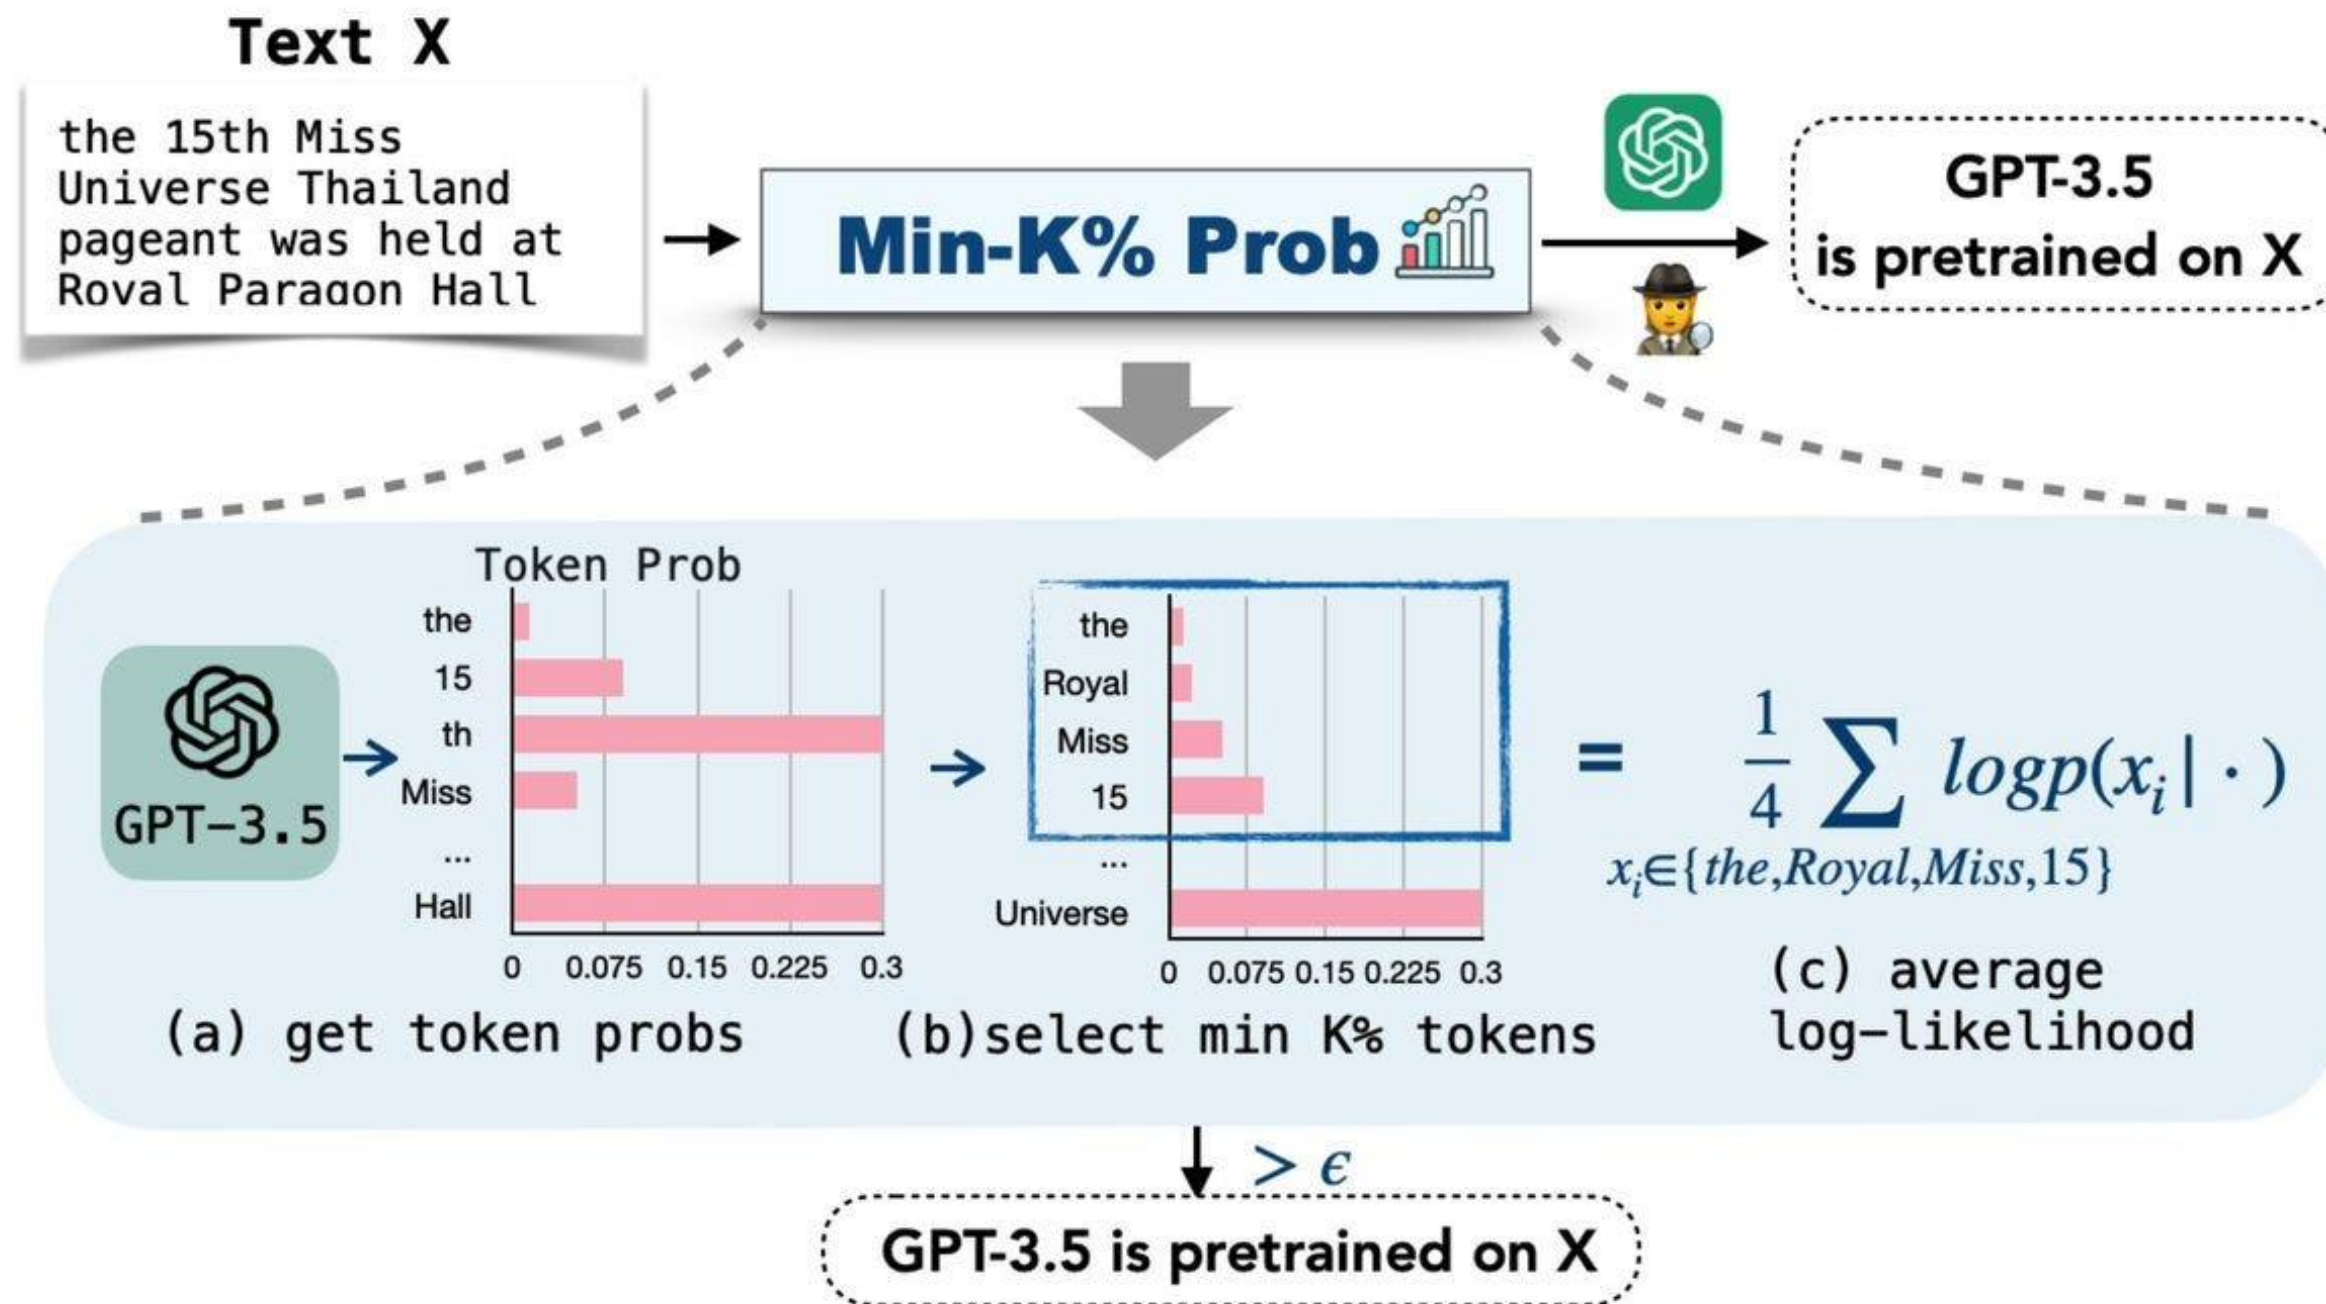 Text X
the 15th Miss
Universe Thailand
pageant was held at
Royal Paragon Hall
Min-K% Prob
GPT-3.5
is pretrained on X
Token Prob
the
15
th
Miss
...
Hall
0 0.075 0.15 0.225 0.3
GPT-3.5
(a) get token probs
the
Royal
Miss
15
...
Universe
0 0.075 0.15 0.225 0.3
(b)select min K% tokens
= 1/4 ∑ logp(xᵢ| · )
xᵢ∈{the,Royal,Miss,15}
(c) average
log-likelihood
> ϵ
GPT-3.5 is pretrained on X